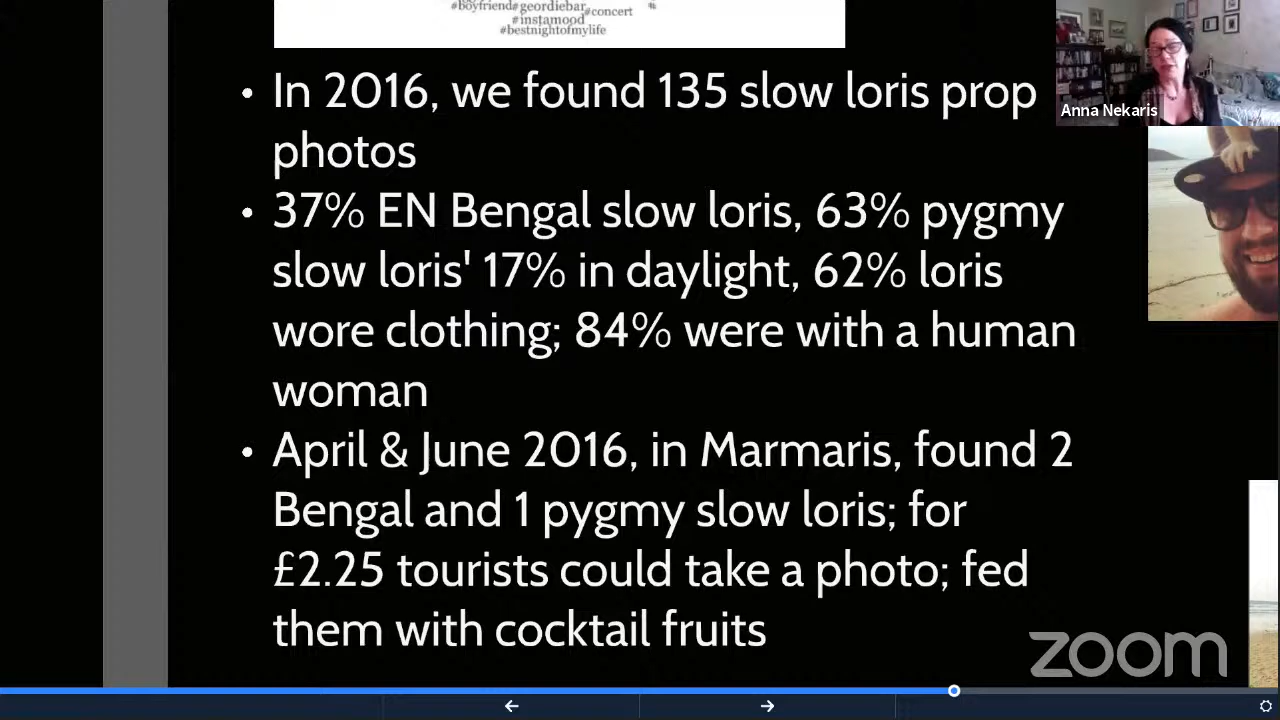 #boyfriend#geordiebar
#concert
#instamood
#bestnightofmylife
• In 2016, we found 135 slow loris prop
photos
• 37% EN Bengal slow loris, 63% pygmy
slow loris' 17% in daylight, 62% loris
wore clothing; 84% were with a human
woman
• April & June 2016, in Marmaris, found 2
Bengal and 1 pygmy slow loris; for
£2.25 tourists could take a photo; fed
them with cocktail fruits
Anna Nekaris
zoom